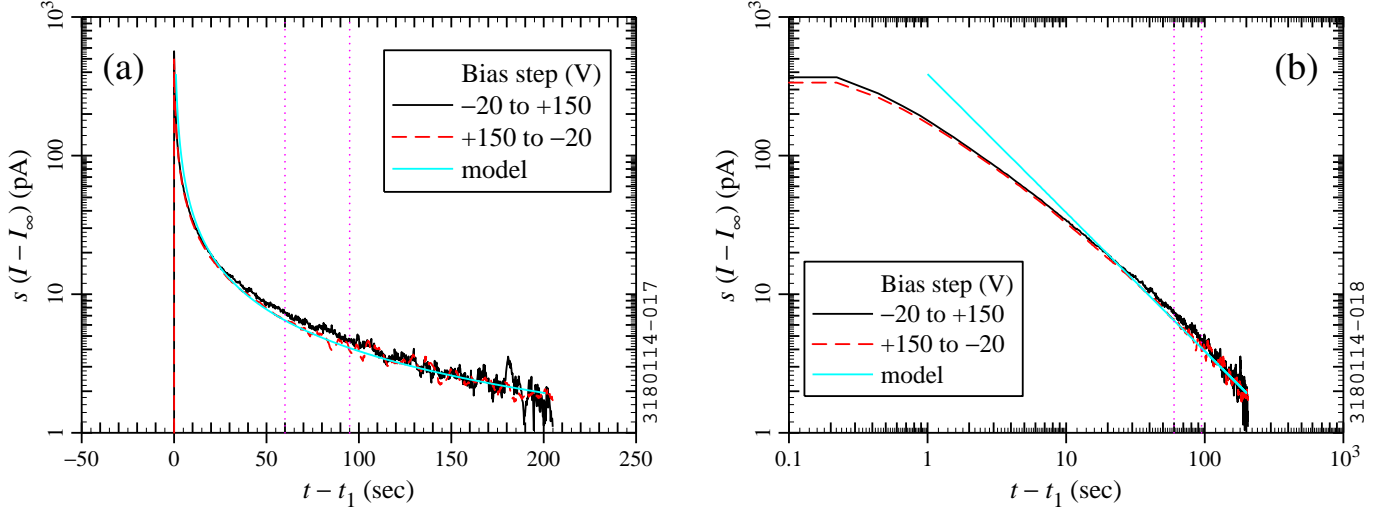 (a)
Bias step (V)
−20 to +150
+150 to −20
model
s (I − I∞) (pA)
10³
100
10
1
−50
0
50
100
150
200
250
t − t₁ (sec)
3180114-017
(b)
Bias step (V)
−20 to +150
+150 to −20
model
s (I − I∞) (pA)
10³
100
10
1
0.1
1
10
100
10³
t − t₁ (sec)
3180114-018